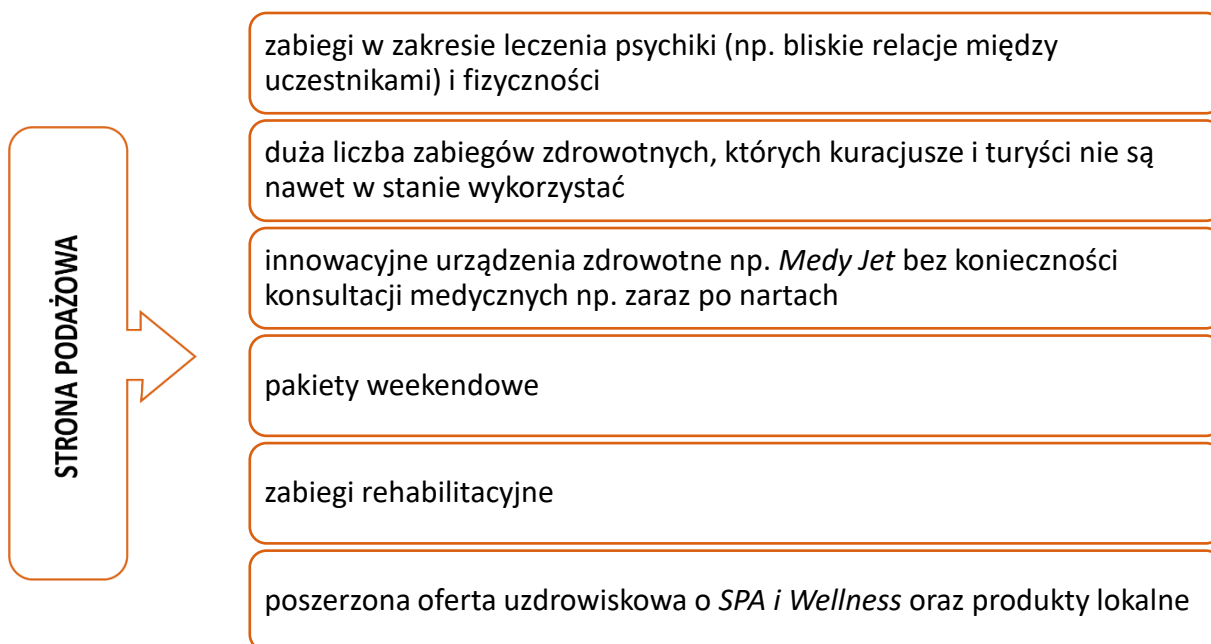 STRONA PODAŻOWA
zabiegi w zakresie leczenia psychiki (np. bliskie relacje między
uczestnikami) i fizyczności
duża liczba zabiegów zdrowotnych, których kuracjusze i turyści nie są
nawet w stanie wykorzystać
innowacyjne urządzenia zdrowotne np. Medy Jet bez konieczności
konsultacji medycznych np. zaraz po nartach
pakiety weekendowe
zabiegi rehabilitacyjne
poszerzona oferta uzdrowiskowa o SPA i Wellness oraz produkty lokalne